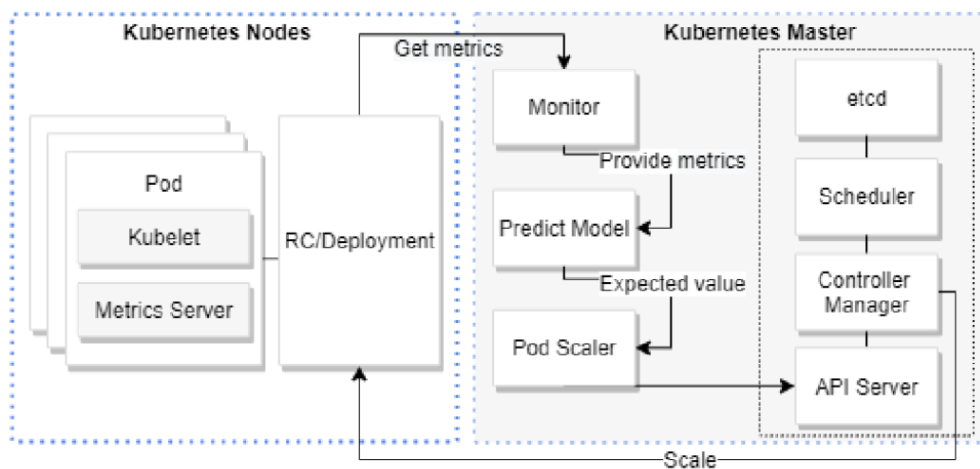 Kubernetes Nodes
Kubernetes Master
Get metrics
Pod
Kubelet
Metrics Server
RC/Deployment
Monitor
Provide metrics
Predict Model
Expected value
Pod Scaler
etcd
Scheduler
Controller
Manager
API Server
Scale